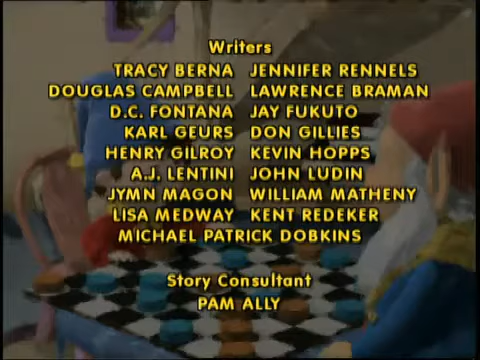 Writers
TRACY BERNA JENNIFER RENNELS
DOUGLAS CAMPBELL LAWRENCE BRAMAN
D.C. FONTANA JAY FUKUTO
KARL GEURS DON GILLIES
HENRY GILROY KEVIN HOPPS
A.J. LENTINI JOHN LUDIN
JYMN MAGON WILLIAM MATHENY
LISA MEDWAY KENT REDEKER
MICHAEL PATRICK DOBKINS
Story Consultant
PAM ALLY